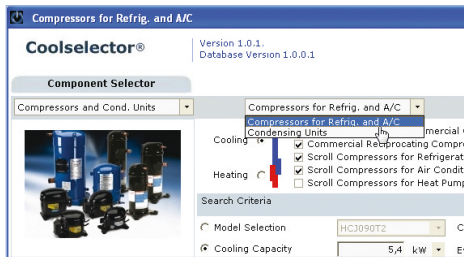 Compressors for Refrig. and A/C
Coolselector®
Version 1.0.1.
Database Version 1.0.0.1
Component Selector
Compressors and Cond. Units
Compressors for Refrig. and A/C
Compressors for Refrig. and A/C
Condensing Units
Cooling
Commercial Reciprocating Compre
Scroll Compressors for Refrigerat
Scroll Compressors for Air Condit
Heating
Scroll Compressors for Heat Pump
Search Criteria
Model Selection
HCJ090T2
C
Cooling Capacity
5,4
kW